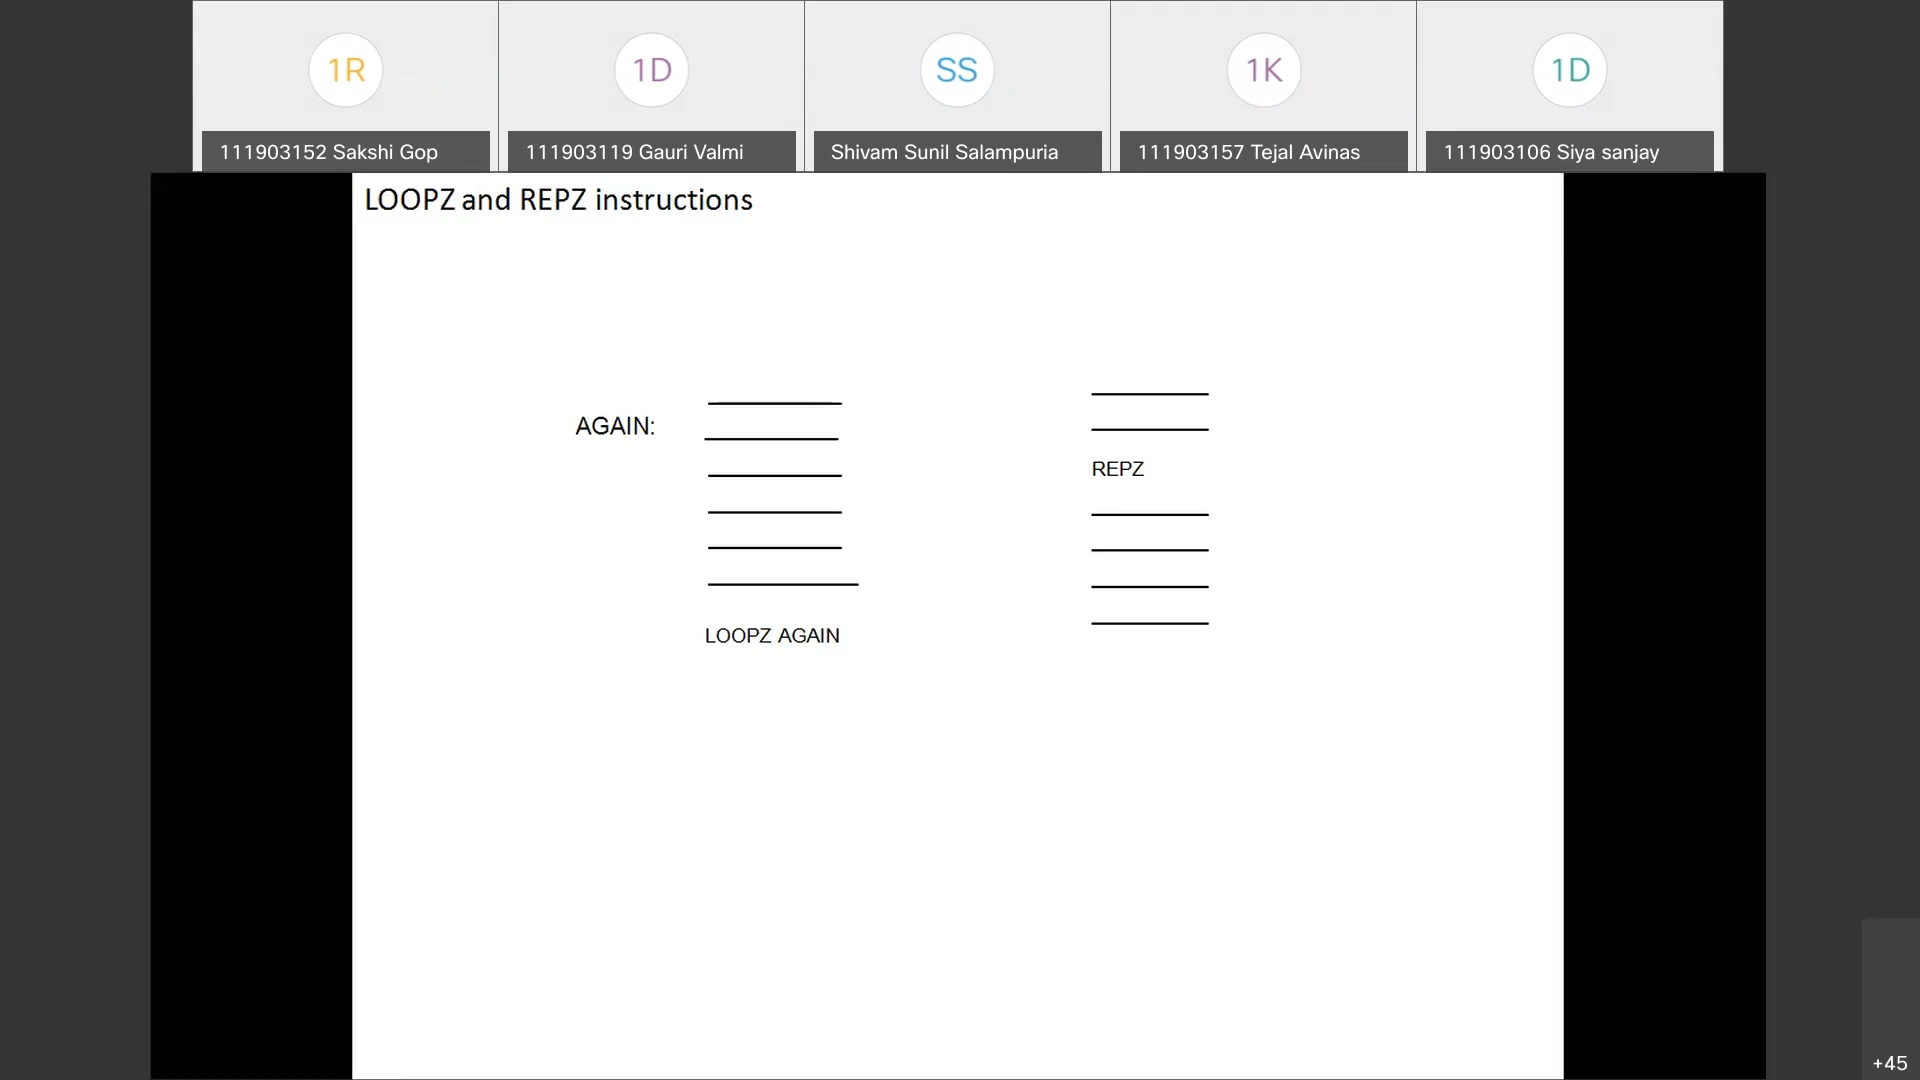 1R
1D
SS
1K
1D
111903152 Sakshi Gop
111903119 Gauri Valmi
Shivam Sunil Salampuria
111903157 Tejal Avinas
111903106 Siya sanjay
LOOPZ and REPZ instructions
AGAIN:
LOOPZ AGAIN
REPZ
+45